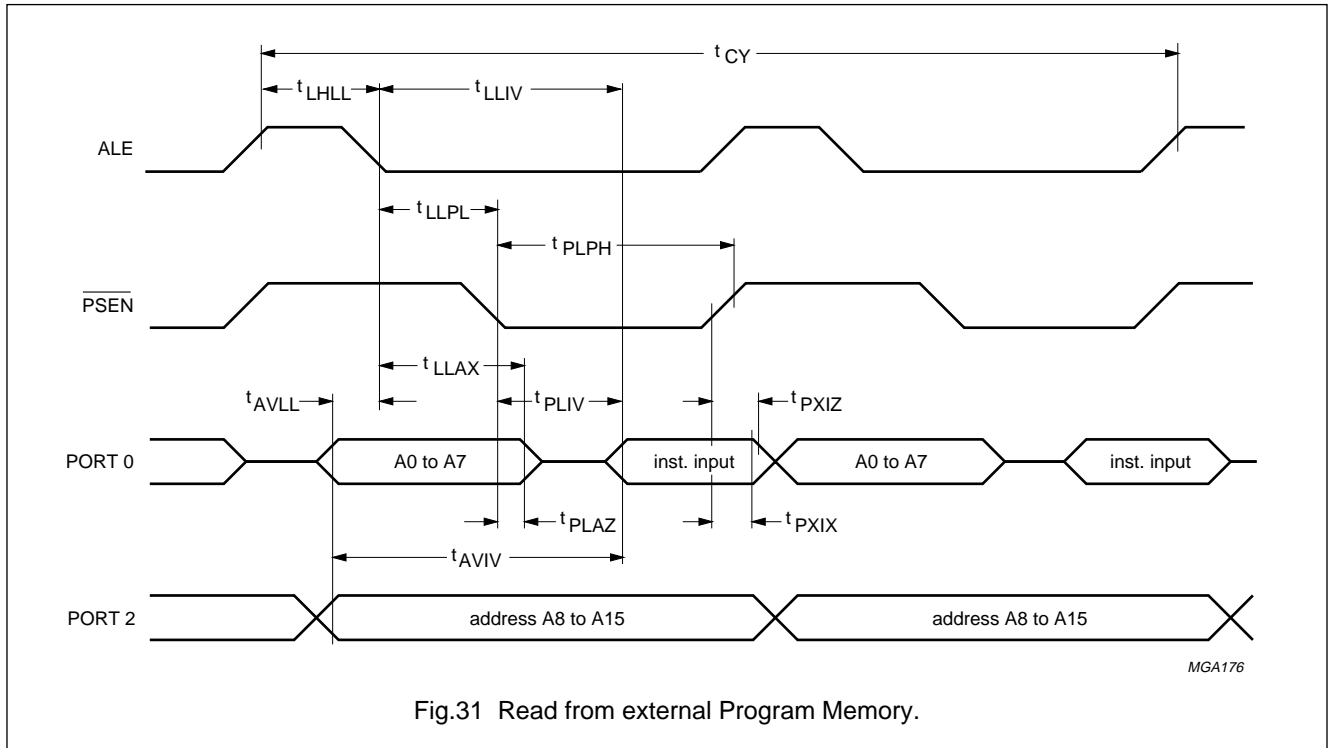 t CY
t LHLL
t LLIV
ALE
t LLPL
t PLPH
PSEN
t LLAX
t AVLL
t PLIV
t PXIZ
PORT 0
A0 to A7
inst. input
A0 to A7
inst. input
t PLAZ
t PXIX
t AVIV
PORT 2
address A8 to A15
address A8 to A15
MGA176
Fig.31 Read from external Program Memory.